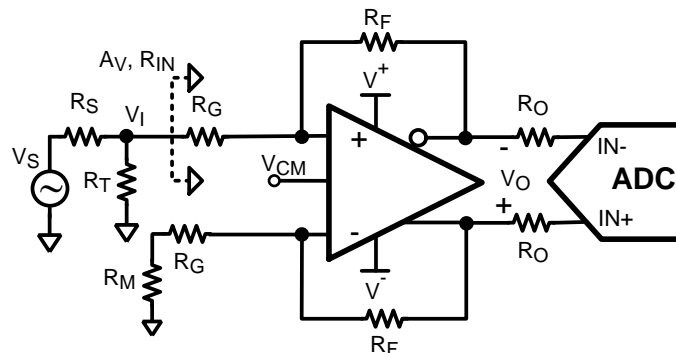 RF
AV, RIN
V+
RS
VI
RG
RO
VS
+
-
IN-
RT
VCM
VO
ADC
-
+
IN+
RM
RG
V-
RO
RF